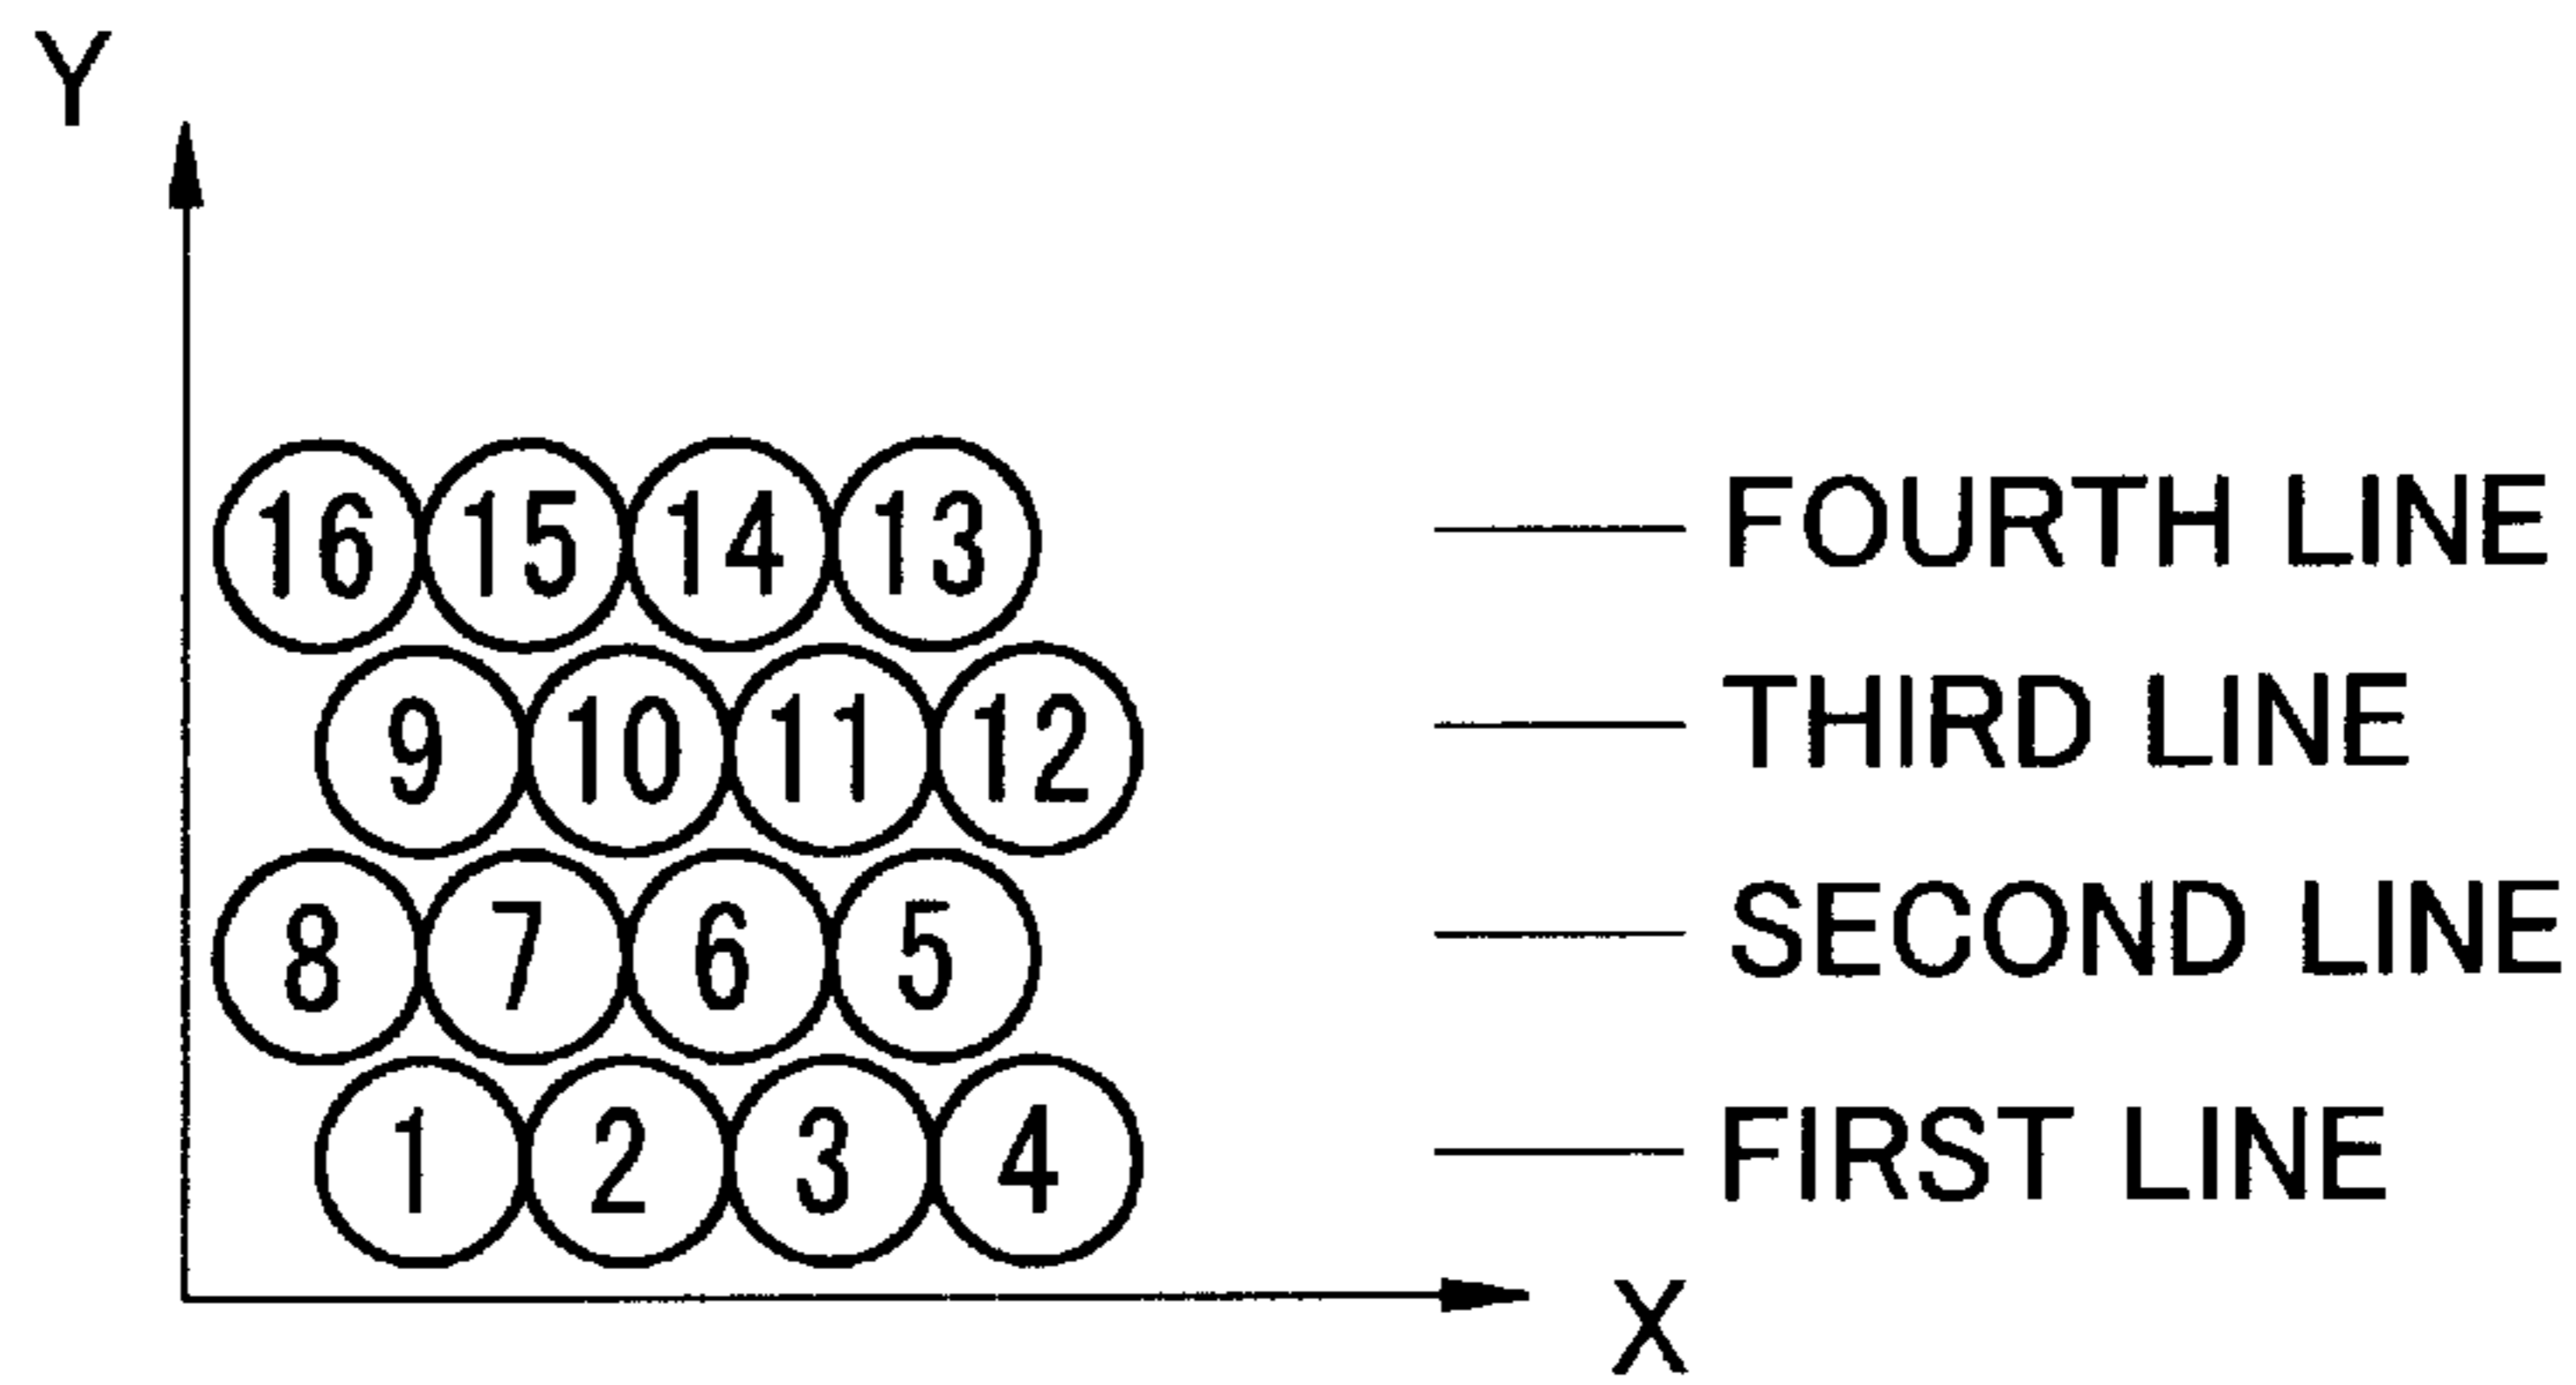 Y
16 15 14 13 FOURTH LINE
9 10 11 12 THIRD LINE
8 7 6 5 SECOND LINE
1 2 3 4 FIRST LINE
X